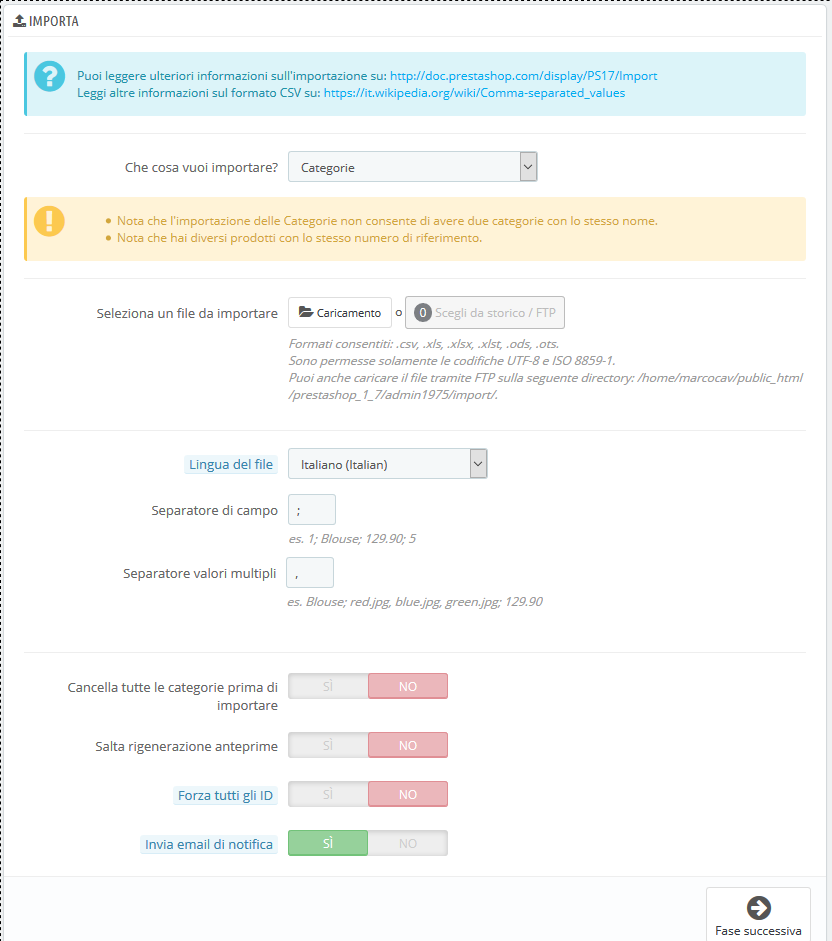 IMPORTA
Puoi leggere ulteriori informazioni sull'importazione su: http://doc.prestashop.com/display/PS17/Import
Leggi altre informazioni sul formato CSV su: https://it.wikipedia.org/wiki/Comma-separated_values
Che cosa vuoi importare?
Categorie
Nota che l'importazione delle Categorie non consente di avere due categorie con lo stesso nome.
Nota che hai diversi prodotti con lo stesso numero di riferimento.
Seleziona un file da importare
Caricamento o 0 Scegli da storico / FTP
Formati consentiti: .csv, .xls, .xlsx, .xlst, .ods, .ots.
Sono permesse solamente le codifiche UTF-8 e ISO 8859-1.
Puoi anche caricare il file tramite FTP sulla seguente directory: /home/marcocav/public_html
/prestashop_1_7/admin1975/import/.
Lingua del file
Italiano (Italian)
Separatore di campo
;
es. 1; Blouse; 129.90; 5
Separatore valori multipli
,
es. Blouse; red.jpg, blue.jpg, green.jpg; 129.90
Cancella tutte le categorie prima di
importare
SÌ NO
Salta rigenerazione anteprime
SÌ NO
Forza tutti gli ID
SÌ NO
Invia email di notifica
SÌ NO
Fase successiva